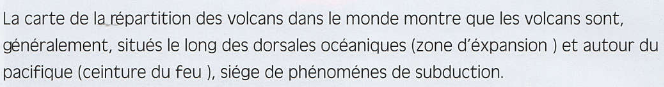 La carte de la répartition des volcans dans le monde montre que les volcans sont,
généralement, situés le long des dorsales océaniques (zone d'éxpansion ) et autour du
pacifique (ceinture du feu ), siége de phénoménes de subduction.